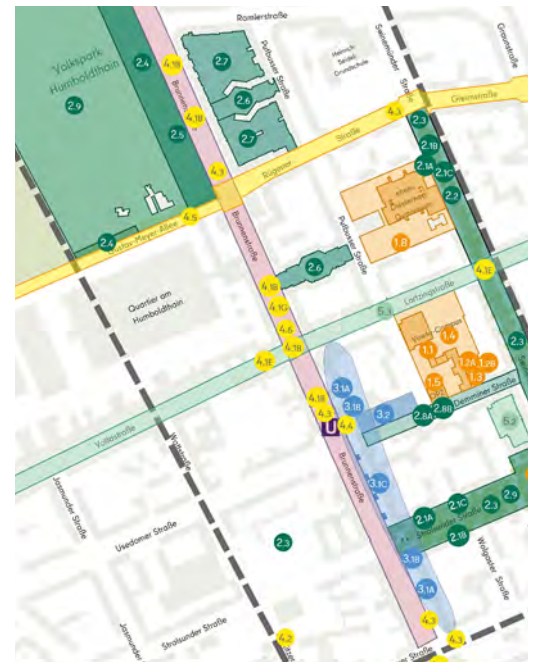 Ramlerstraße
Swinemünder Straße
Graunstraße
2.4
4.1B
2.7
Putbusser Straße
Heinrich
Seidel
Grundschule
Volkspark
Humboldthain
2.9
2.6
4.1B
2.5
2.7
4.3
Gleimstraße
2.3
2.1B
Straße
Rügener
2.1A
2.1C
4.3
2.2
4.5
Gustav-Meyer-Allee
2.4
Brunnenstraße
Putbusser Straße
1.8
2.6
4.1E
4.1B
Quartier am
Humboldthain
4.1G
Lortzingstraße
5.3
4.6
4.1B
4.1E
1.4
1.1
1.2A
1.2B
1.3
2.3
3.1A
1.5
Demminer Straße
4.1B
3.1B
4.3
3.2
2.8A
2.8B
U
4.4
5.2
Voltastraße
Wattstraße
Brunnenstraße
3.1C
Jasmunder Straße
Usedomer Straße
2.1A
2.1C
2.3
2.9
Stralsunder Straße
2.1B
2.3
3.1B
Wolgaster Straße
3.1A
Jasmunder Straße
Stralsunder Straße
4.2
4.3
4.3
Straße